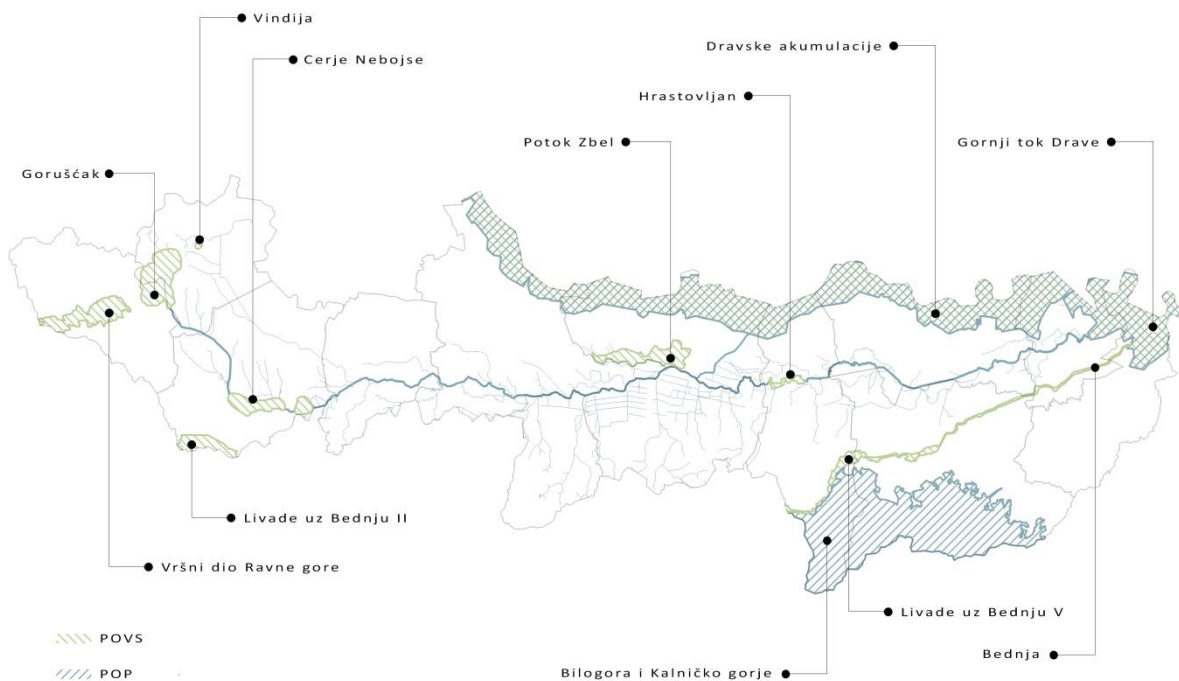 Vindija
Dravske akumulacije
Cerje Nebojse
Hrastovljan
Potok Zbel
Gornji tok Drave
Gorušćak
Livade uz Bednju II
Vršni dio Ravne gore
Livade uz Bednju V
POVS
Bednja
POP
Bilogora i Kalničko gorje